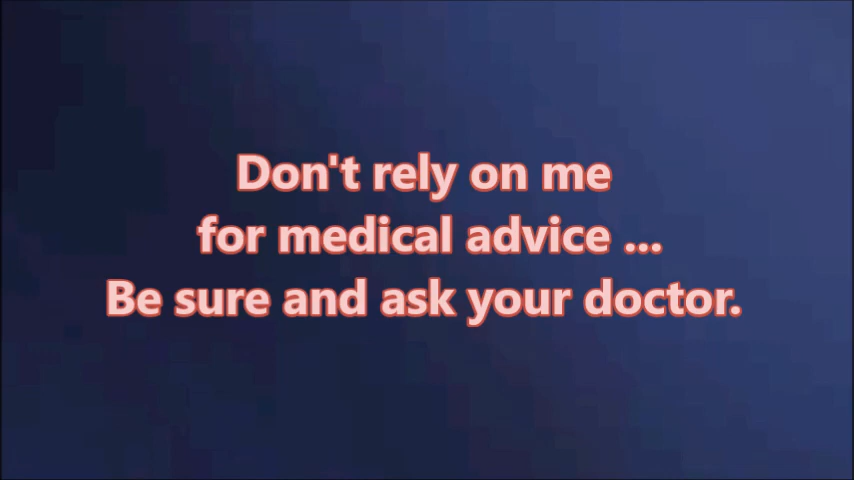 Don't rely on me
for medical advice ...
Be sure and ask your doctor.